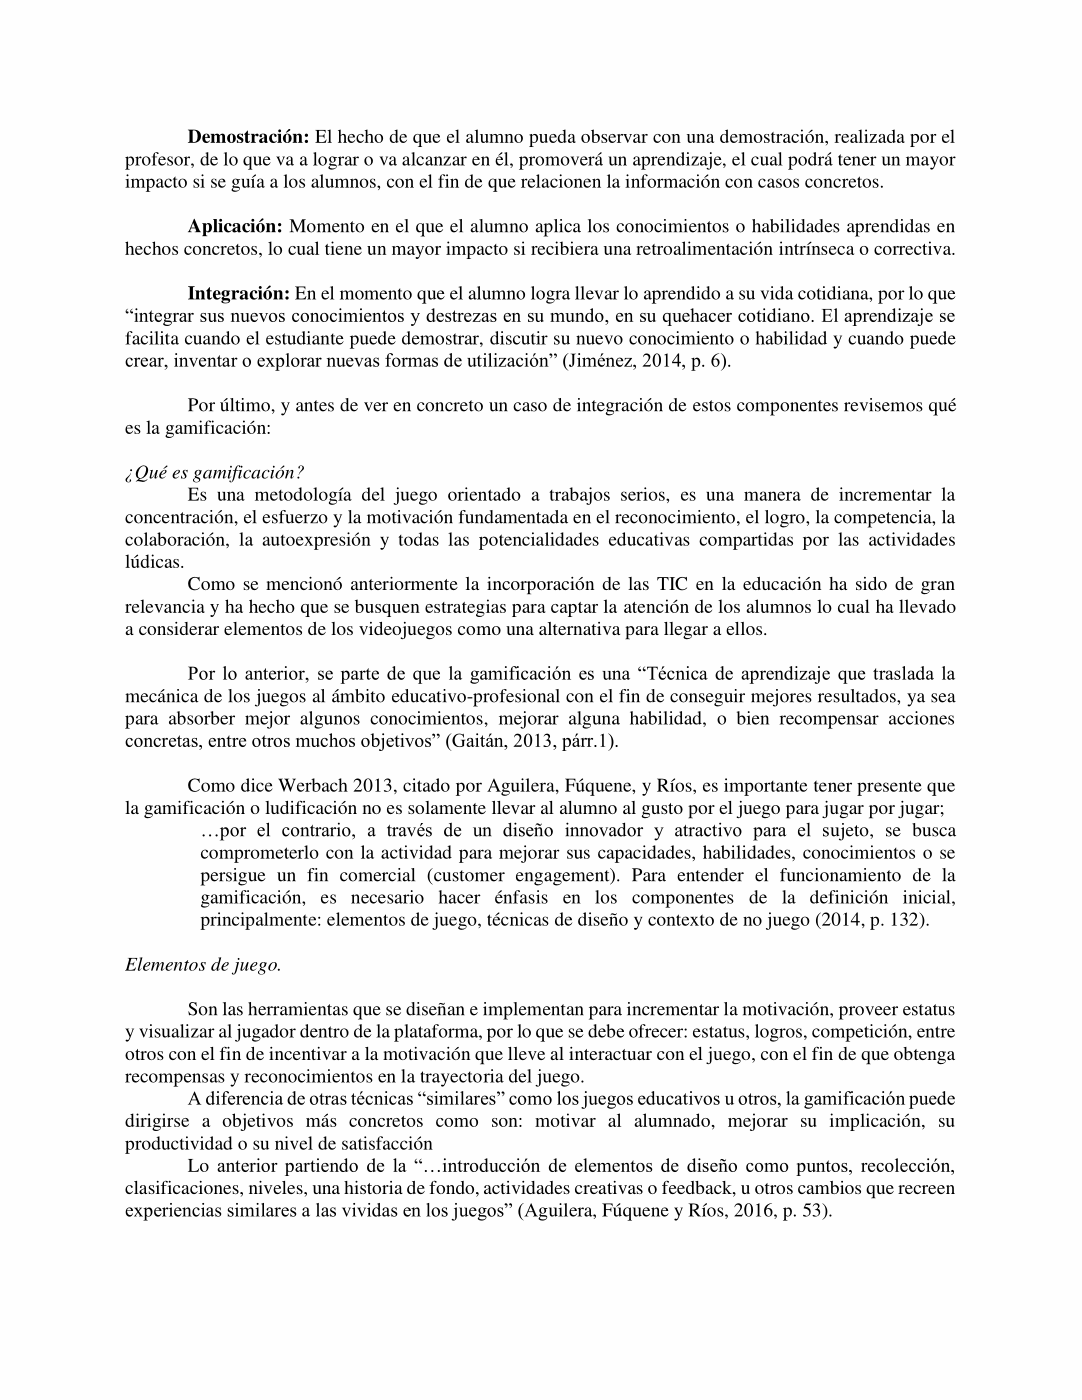 Demostración: El hecho de que el alumno pueda observar con una demostración, realizada por el
profesor, de lo que va a lograr o va alcanzar en él, promoverá un aprendizaje, el cual podrá tener un mayor
impacto si se guía a los alumnos, con el fin de que relacionen la información con casos concretos.
Aplicación: Momento en el que el alumno aplica los conocimientos o habilidades aprendidas en
hechos concretos, lo cual tiene un mayor impacto si recibiera una retroalimentación intrínseca o correctiva.
Integración: En el momento que el alumno logra llevar lo aprendido a su vida cotidiana, por lo que
“integrar sus nuevos conocimientos y destrezas en su mundo, en su quehacer cotidiano. El aprendizaje se
facilita cuando el estudiante puede demostrar, discutir su nuevo conocimiento o habilidad y cuando puede
crear, inventar o explorar nuevas formas de utilización” (Jiménez, 2014, p. 6).
Por último, y antes de ver en concreto un caso de integración de estos componentes revisemos qué
es la gamificación:
¿Qué es gamificación?
Es una metodología del juego orientado a trabajos serios, es una manera de incrementar la
concentración, el esfuerzo y la motivación fundamentada en el reconocimiento, el logro, la competencia, la
colaboración, la autoexpresión y todas las potencialidades educativas compartidas por las actividades
lúdicas.
Como se mencionó anteriormente la incorporación de las TIC en la educación ha sido de gran
relevancia y ha hecho que se busquen estrategias para captar la atención de los alumnos lo cual ha llevado
a considerar elementos de los videojuegos como una alternativa para llegar a ellos.
Por lo anterior, se parte de que la gamificación es una “Técnica de aprendizaje que traslada la
mecánica de los juegos al ámbito educativo-profesional con el fin de conseguir mejores resultados, ya sea
para absorber mejor algunos conocimientos, mejorar alguna habilidad, o bien recompensar acciones
concretas, entre otros muchos objetivos” (Gaitán, 2013, párr.1).
Como dice Werbach 2013, citado por Aguilera, Fúquene, y Ríos, es importante tener presente que
la gamificación o ludificación no es solamente llevar al alumno al gusto por el juego para jugar por jugar;
…por el contrario, a través de un diseño innovador y atractivo para el sujeto, se busca
comprometerlo con la actividad para mejorar sus capacidades, habilidades, conocimientos o se
persigue un fin comercial (customer engagement). Para entender el funcionamiento de la
gamificación, es necesario hacer énfasis en los componentes de la definición inicial,
principalmente: elementos de juego, técnicas de diseño y contexto de no juego (2014, p. 132).
Elementos de juego.
Son las herramientas que se diseñan e implementan para incrementar la motivación, proveer estatus
y visualizar al jugador dentro de la plataforma, por lo que se debe ofrecer: estatus, logros, competición, entre
otros con el fin de incentivar a la motivación que lleve al interactuar con el juego, con el fin de que obtenga
recompensas y reconocimientos en la trayectoria del juego.
A diferencia de otras técnicas “similares” como los juegos educativos u otros, la gamificación puede
dirigirse a objetivos más concretos como son: motivar al alumnado, mejorar su implicación, su
productividad o su nivel de satisfacción
Lo anterior partiendo de la “…introducción de elementos de diseño como puntos, recolección,
clasificaciones, niveles, una historia de fondo, actividades creativas o feedback, u otros cambios que recreen
experiencias similares a las vividas en los juegos” (Aguilera, Fúquene y Ríos, 2016, p. 53).